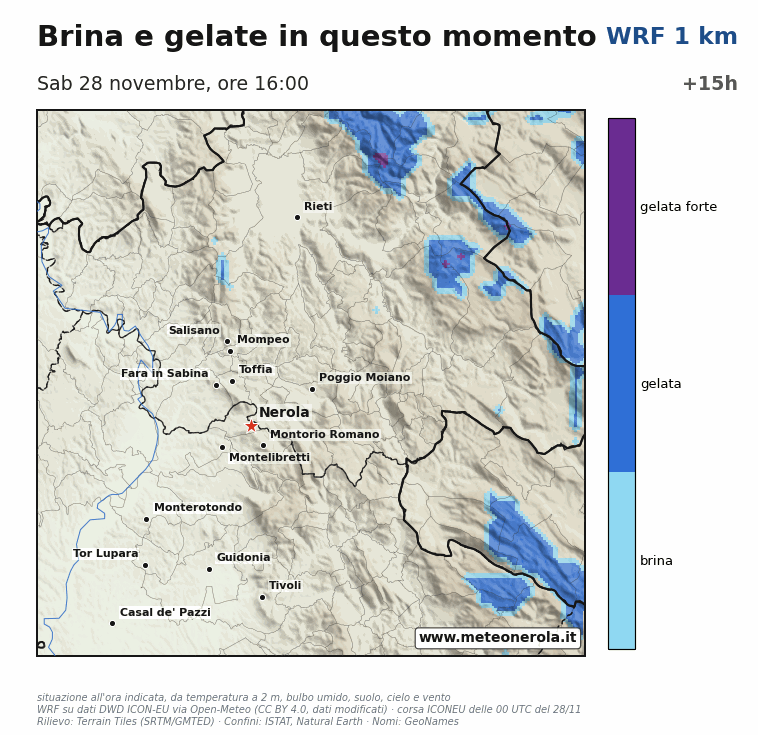 Brina e gelate in questo momento WRF 1 km
Sab 28 novembre, ore 16:00 +15h
Rieti
Salisano
Mompeo
Fara in Sabina
Toffia
Poggio Moiano
Nerola
Montorio Romano
Montelibretti
Monterotondo
Tor Lupara
Guidonia
Tivoli
Casal de' Pazzi
www.meteonerola.it
gelata forte
gelata
brina
situazione all'ora indicata, da temperatura a 2 m, bulbo umido, suolo, cielo e vento
WRF su dati DWD ICON-EU via Open-Meteo (CC BY 4.0, dati modificati) · corsa ICONEU delle 00 UTC del 28/11
Rilievo: Terrain Tiles (SRTM/GMTED) · Confini: ISTAT, Natural Earth · Nomi: GeoNames